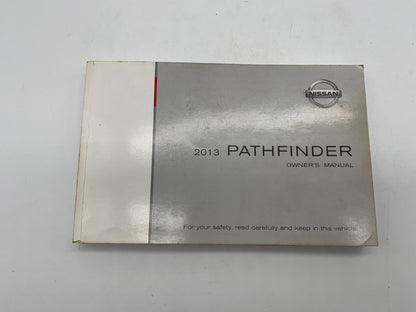 NISSAN
2013 PATHFINDER
OWNER'S MANUAL
For your safety, read carefully and keep in this vehicle.